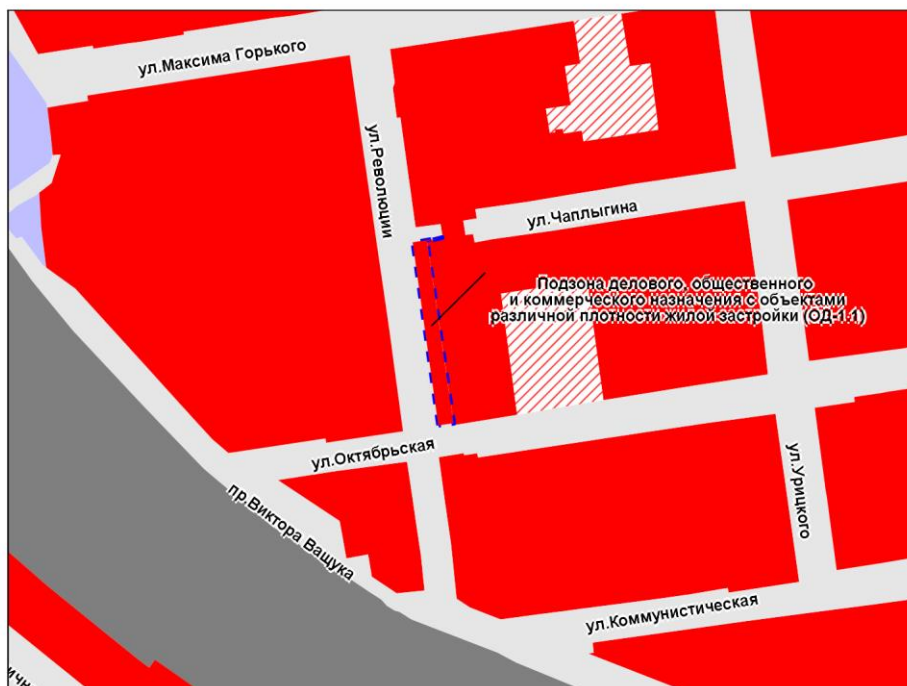 ул.Максима Горького
ул.Революции
ул.Чаплыгина
Подзона делового, общественного
и коммерческого назначения с объектами
различной плотности жилой застройки (ОД-1.1)
ул.Октябрьская
ул.Урицкого
пр.Виктора Ващука
ул.Коммунистическая